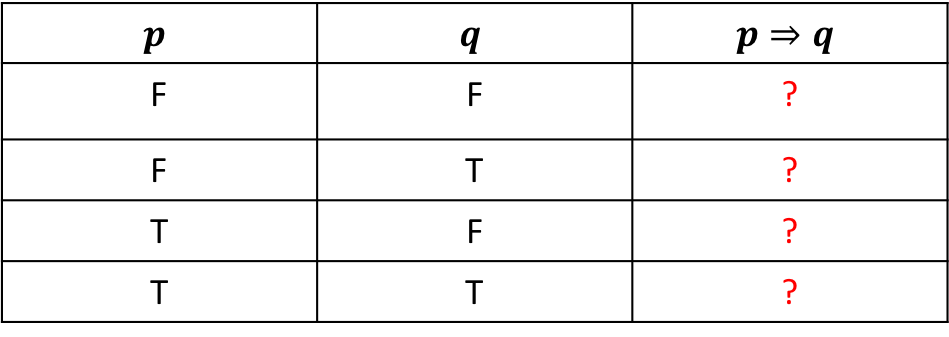 p q p ⇒ q
F F ?
F T ?
T F ?
T T ?